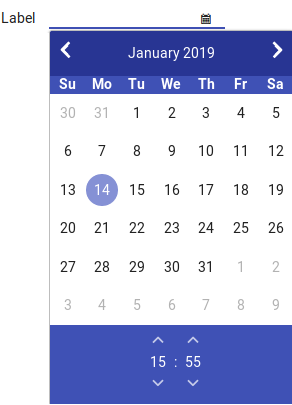 Label
January 2019
Su Mo Tu We Th Fr Sa
30 31 1 2 3 4 5
6 7 8 9 10 11 12
13 14 15 16 17 18 19
20 21 22 23 24 25 26
27 28 29 30 31 1 2
3 4 5 6 7 8 9
15 : 55